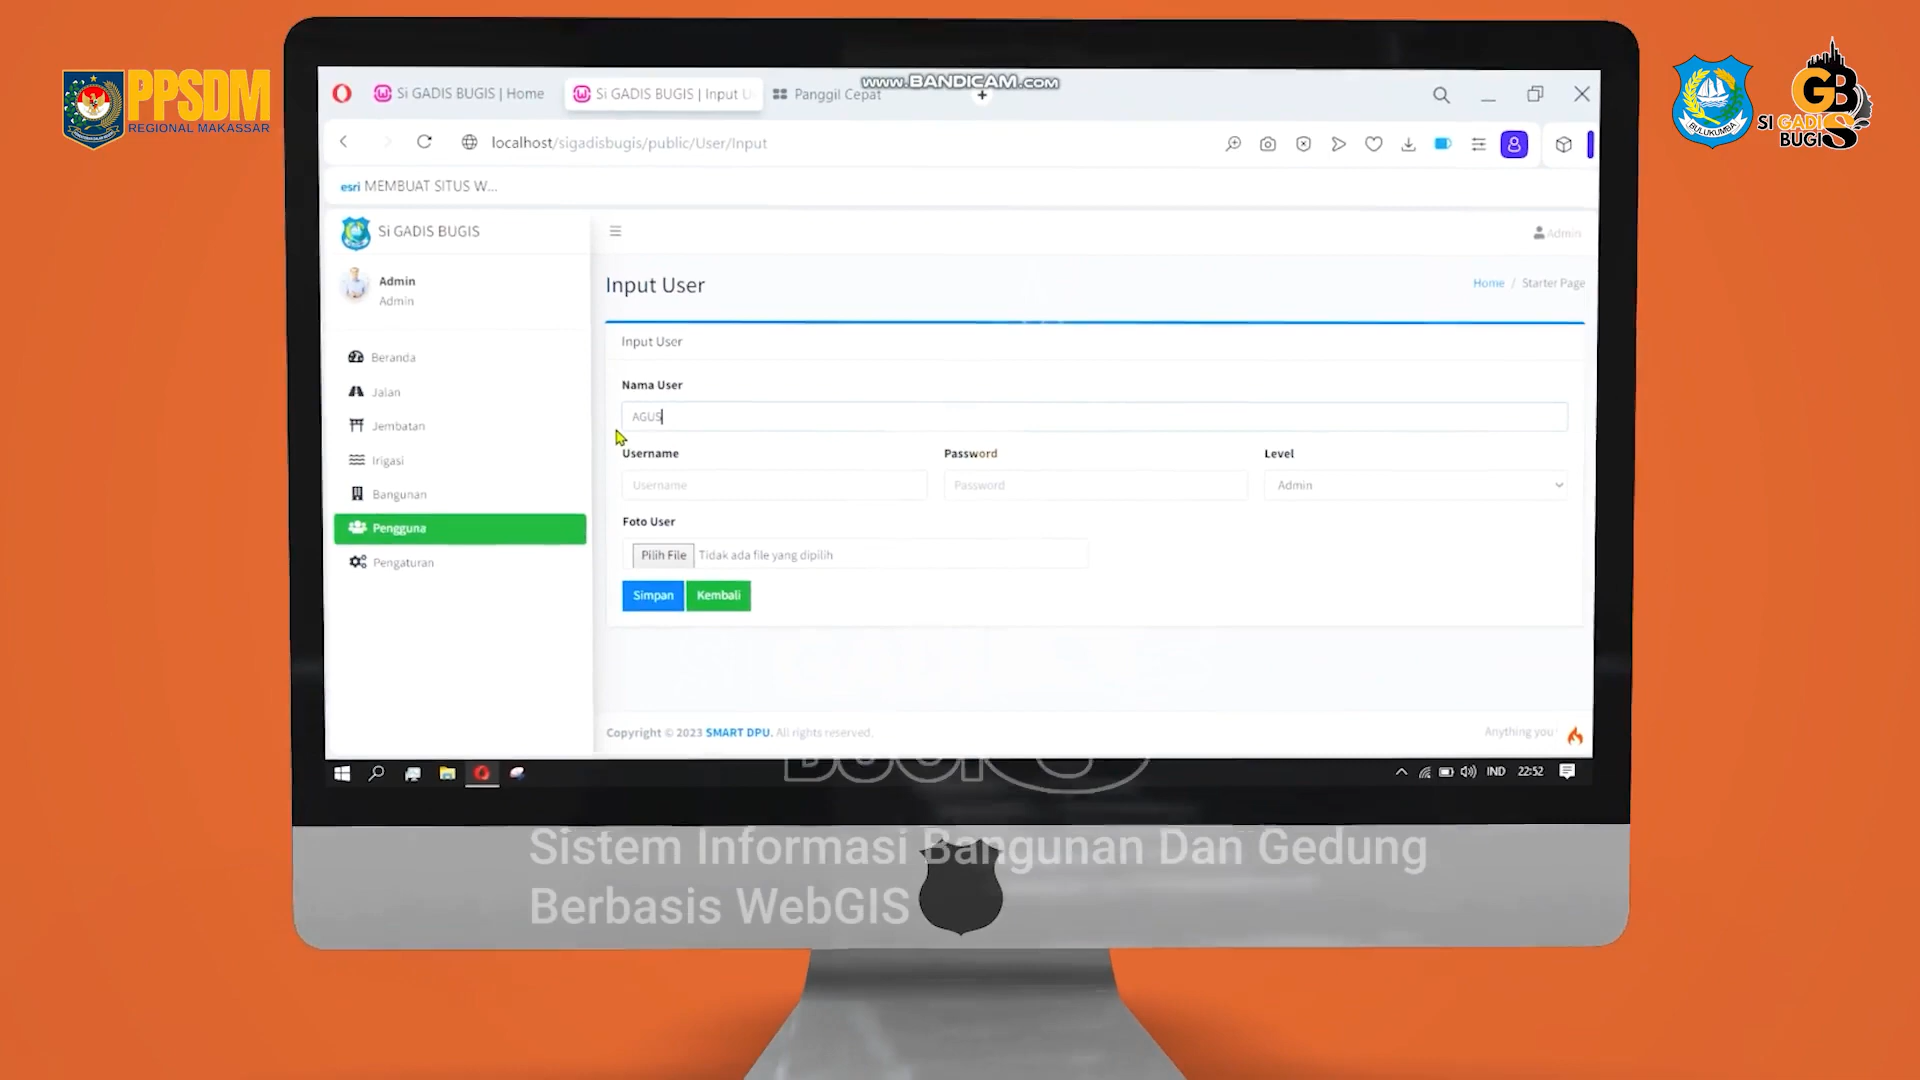 PPSDM
REGIONAL MAKASSAR
BULUKUMBA
GB
SI GADIS
BUGIS
www.BANDICAM.com
Si GADIS BUGIS | Home
Si GADIS BUGIS | Input U
Panggil Cepat
localhost/sigadisbugis/public/User/Input
esri MEMBUAT SITUS W...
Si GADIS BUGIS
Admin
Admin
Admin
Input User
Home / Starter Page
Beranda
Jalan
Jembatan
Irigasi
Bangunan
Pengguna
Pengaturan
Input User
Nama User
AGUS
Username
Password
Level
Username
Password
Admin
Foto User
Pilih File Tidak ada file yang dipilih
Simpan
Kembali
Copyright © 2023 SMART DPU. All rights reserved.
Anything you
IND
22:52
BUGIS
Sistem Informasi Bangunan Dan Gedung
Berbasis WebGIS